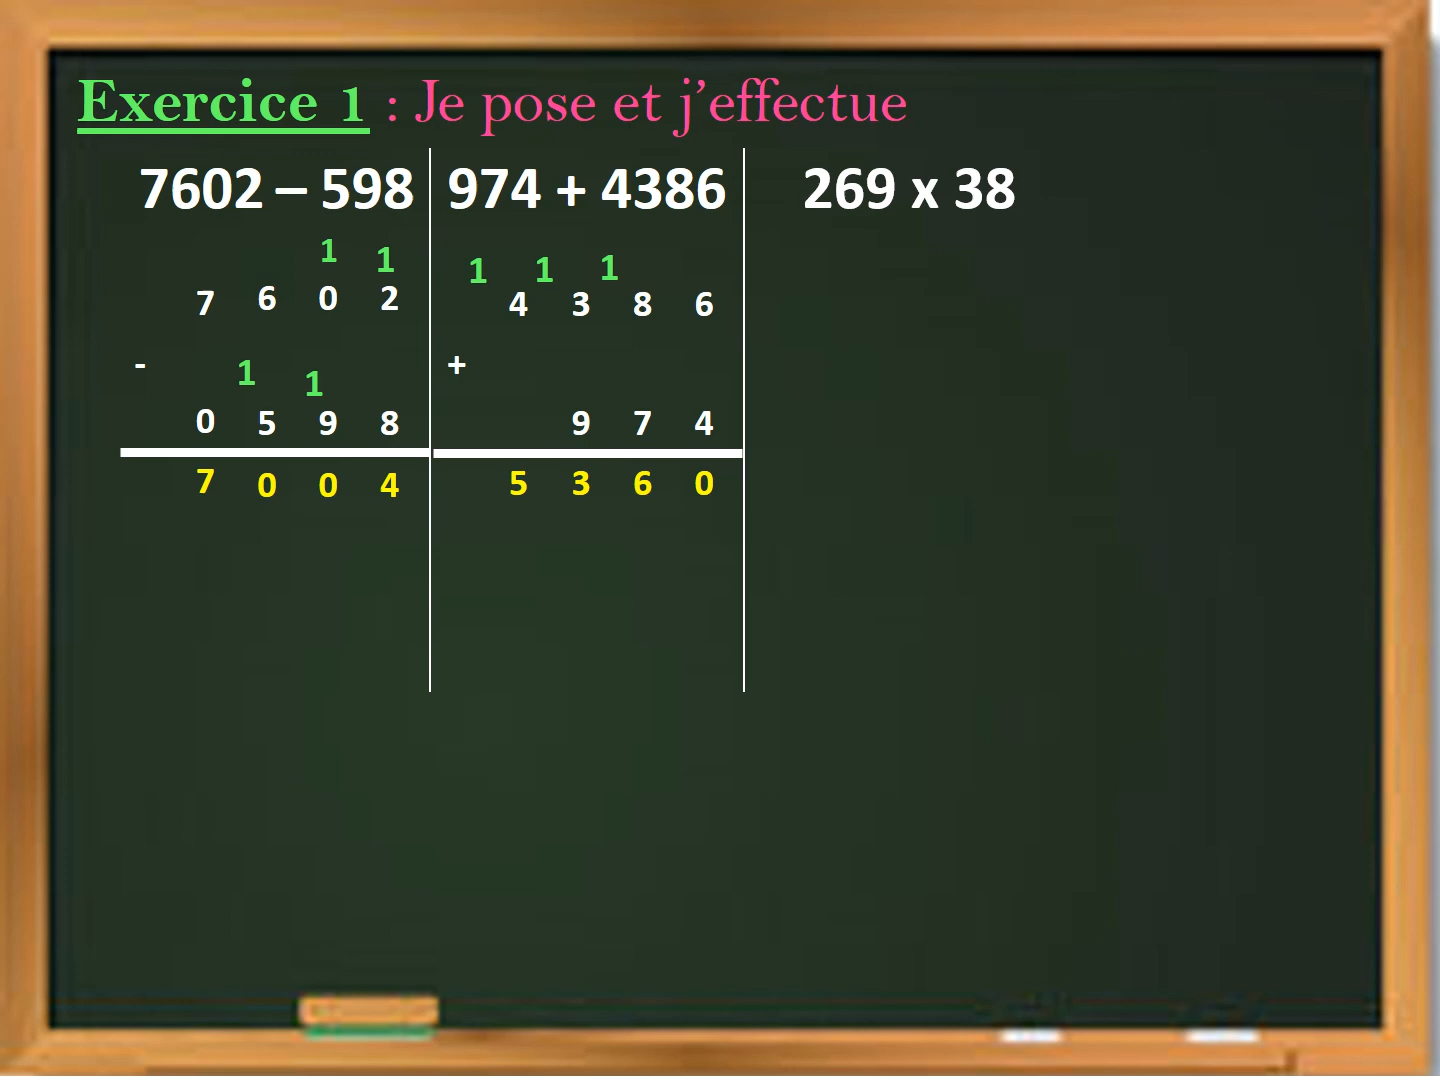 Exercice 1 : Je pose et j'effectue
7602 – 598
1 1
7 6 0 2
-
1 1
0 5 9 8
7 0 0 4
974 + 4386
1 1 1
4 3 8 6
+
9 7 4
5 3 6 0
269 x 38